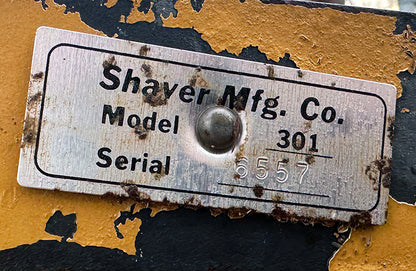 Shaver Mfg. Co.
Model 301
Serial 6557